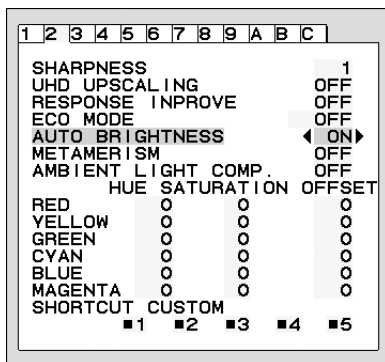 1 2 3 4 5 6 7 8 9 A B C
SHARPNESS 1
UHD UPSCALING OFF
RESPONSE INPROVE OFF
ECO MODE OFF
AUTO BRIGHTNESS ◀ ON▶
METAMERISM OFF
AMBIENT LIGHT COMP. OFF
HUE SATURATION OFFSET
RED 0 0 0
YELLOW 0 0 0
GREEN 0 0 0
CYAN 0 0 0
BLUE 0 0 0
MAGENTA 0 0 0
SHORTCUT CUSTOM
■1 ■2 ■3 ■4 ■5